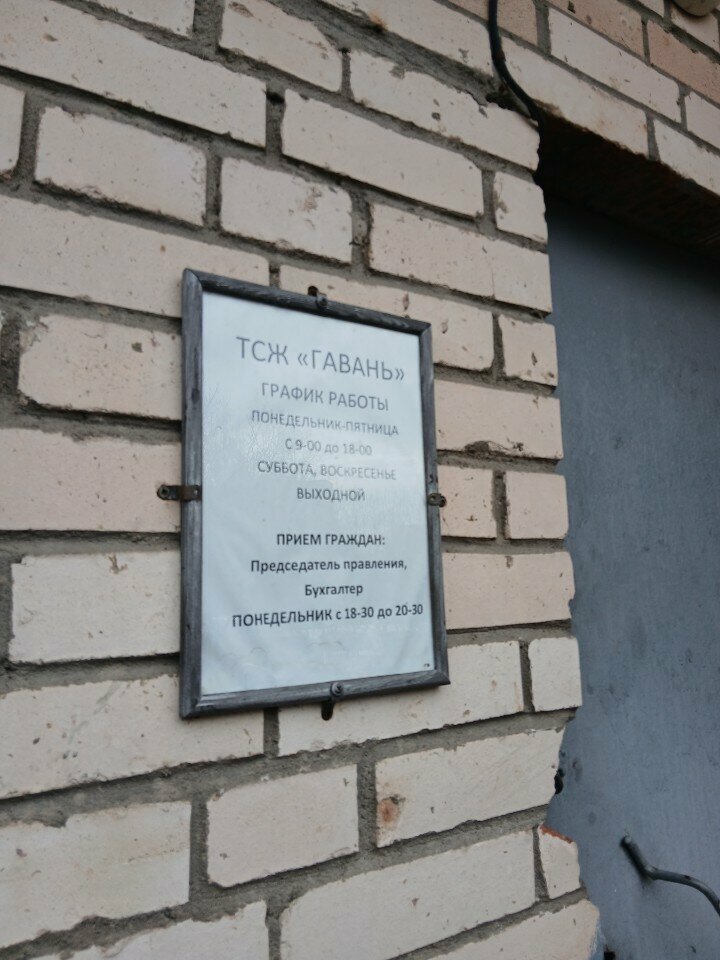 ТСЖ «ГАВАНЬ»
ГРАФИК РАБОТЫ
ПОНЕДЕЛЬНИК-ПЯТНИЦА
С 9-00 до 18-00
СУББОТА, ВОСКРЕСЕНЬЕ
ВЫХОДНОЙ
ПРИЕМ ГРАЖДАН:
Председатель правления,
Бухгалтер
ПОНЕДЕЛЬНИК с 18-30 до 20-30